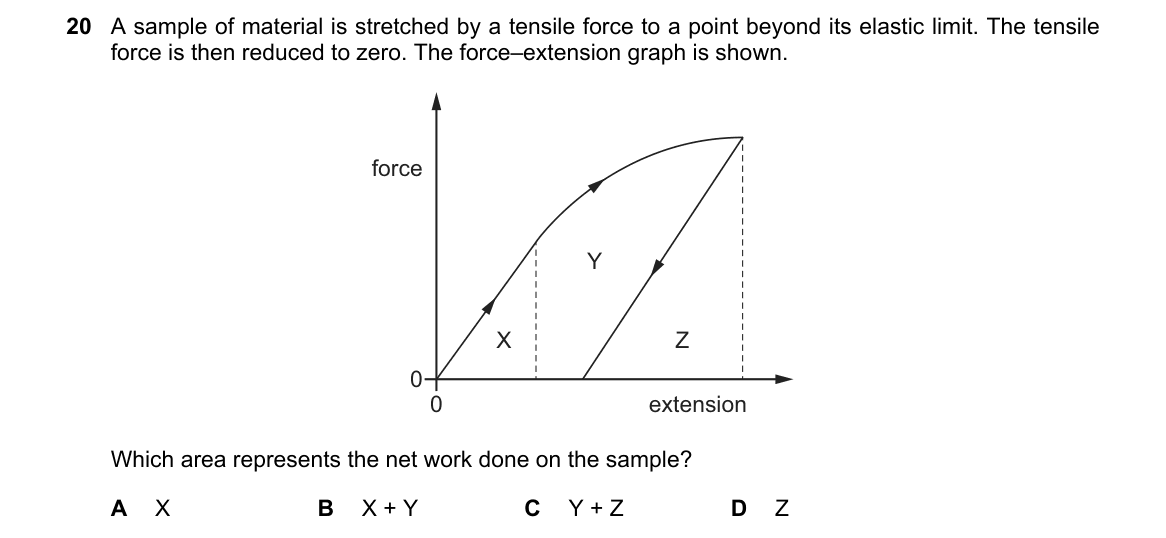 20 A sample of material is stretched by a tensile force to a point beyond its elastic limit. The tensile
force is then reduced to zero. The force–extension graph is shown.
force
Y
X
Z
0
0
extension
Which area represents the net work done on the sample?
A X B X + Y C Y + Z D Z